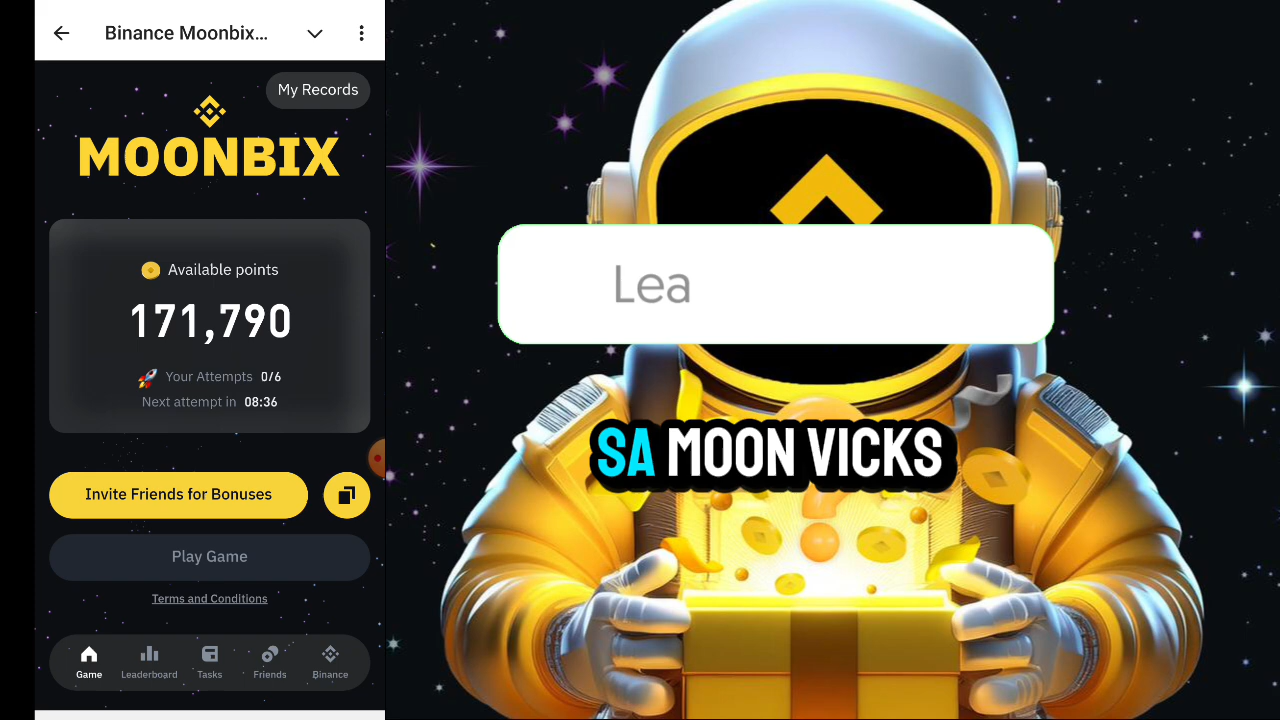 Binance Moonbix...
My Records
MOONBIX
Available points
171,790
Your Attempts 0/6
Next attempt in 08:36
Invite Friends for Bonuses
Play Game
Terms and Conditions
Game Leaderboard Tasks Friends Binance
Lea
SA MOON VICKS